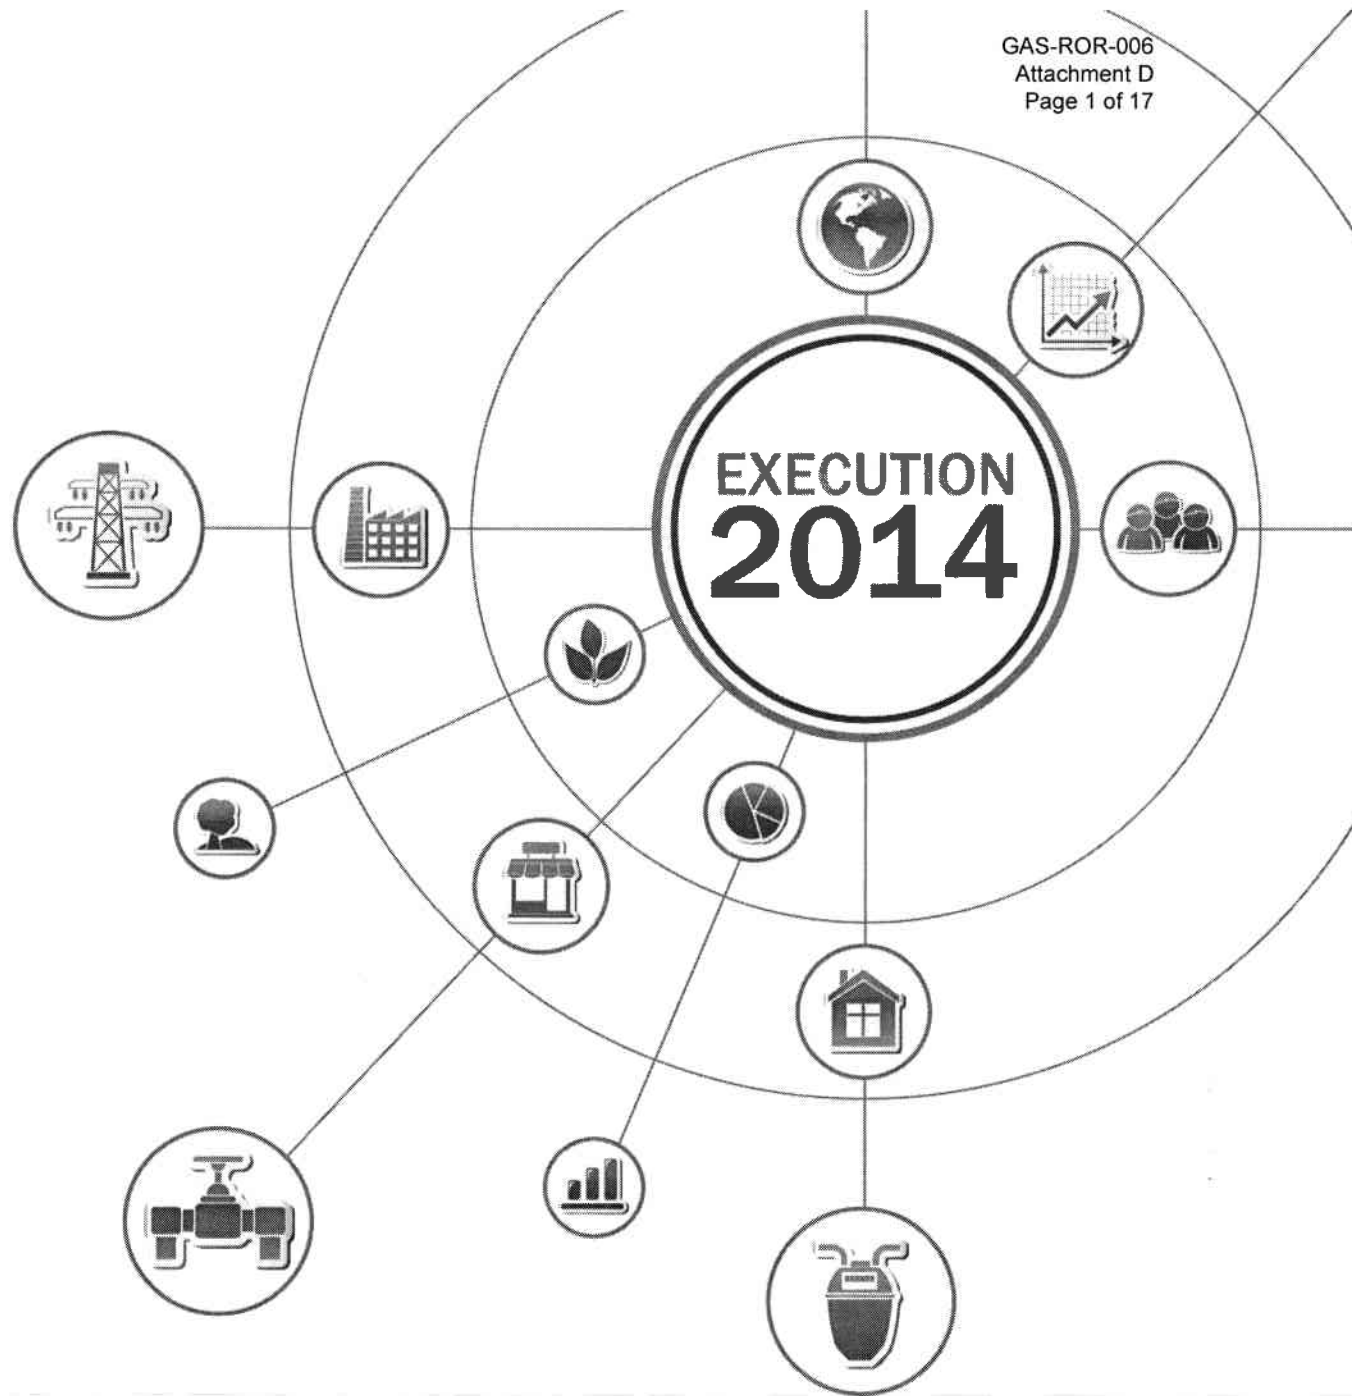 GAS-ROR-006
Attachment D
Page 1 of 17
EXECUTION
2014